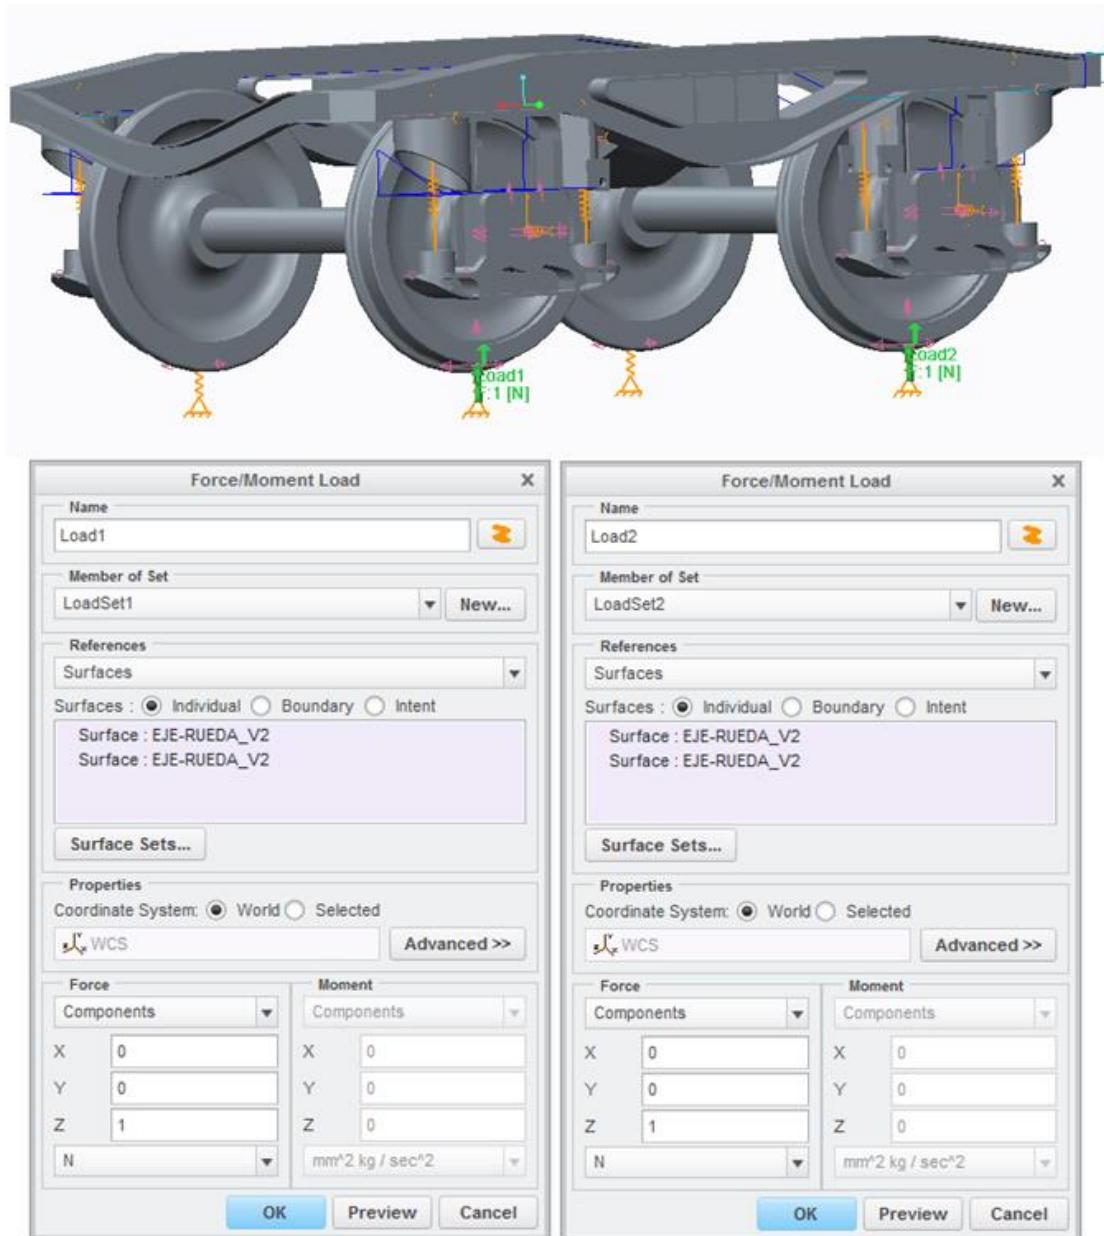 Load1
F:1 [N]
Load2
F:1 [N]
Force/Moment Load
Name
Load1
Member of Set
LoadSet1
New...
References
Surfaces
Surfaces : Individual Boundary Intent
Surface : EJE-RUEDA_V2
Surface : EJE-RUEDA_V2
Surface Sets...
Properties
Coordinate System: World Selected
WCS
Advanced >>
Force Moment
Components Components
X 0 X 0
Y 0 Y 0
Z 1 Z 0
N mm^2 kg / sec^2
OK Preview Cancel
Force/Moment Load
Name
Load2
Member of Set
LoadSet2
New...
References
Surfaces
Surfaces : Individual Boundary Intent
Surface : EJE-RUEDA_V2
Surface : EJE-RUEDA_V2
Surface Sets...
Properties
Coordinate System: World Selected
WCS
Advanced >>
Force Moment
Components Components
X 0 X 0
Y 0 Y 0
Z 1 Z 0
N mm^2 kg / sec^2
OK Preview Cancel